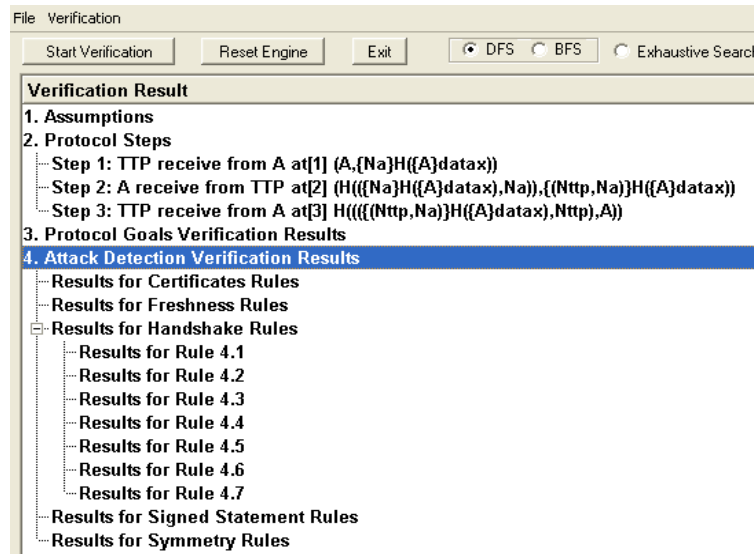 File Verification
Start Verification Reset Engine Exit DFS BFS Exhaustive Search
Verification Result
1. Assumptions
2. Protocol Steps
Step 1: TTP receive from A at[1] (A,{Na}H({A}datax))
Step 2: A receive from TTP at[2] (H(({Na}H({A}datax),Na)),{(Nttp,Na)}H({A}datax))
Step 3: TTP receive from A at[3] H((({(Nttp,Na)}H({A}datax),Nttp),A))
3. Protocol Goals Verification Results
4. Attack Detection Verification Results
Results for Certificates Rules
Results for Freshness Rules
Results for Handshake Rules
Results for Rule 4.1
Results for Rule 4.2
Results for Rule 4.3
Results for Rule 4.4
Results for Rule 4.5
Results for Rule 4.6
Results for Rule 4.7
Results for Signed Statement Rules
Results for Symmetry Rules